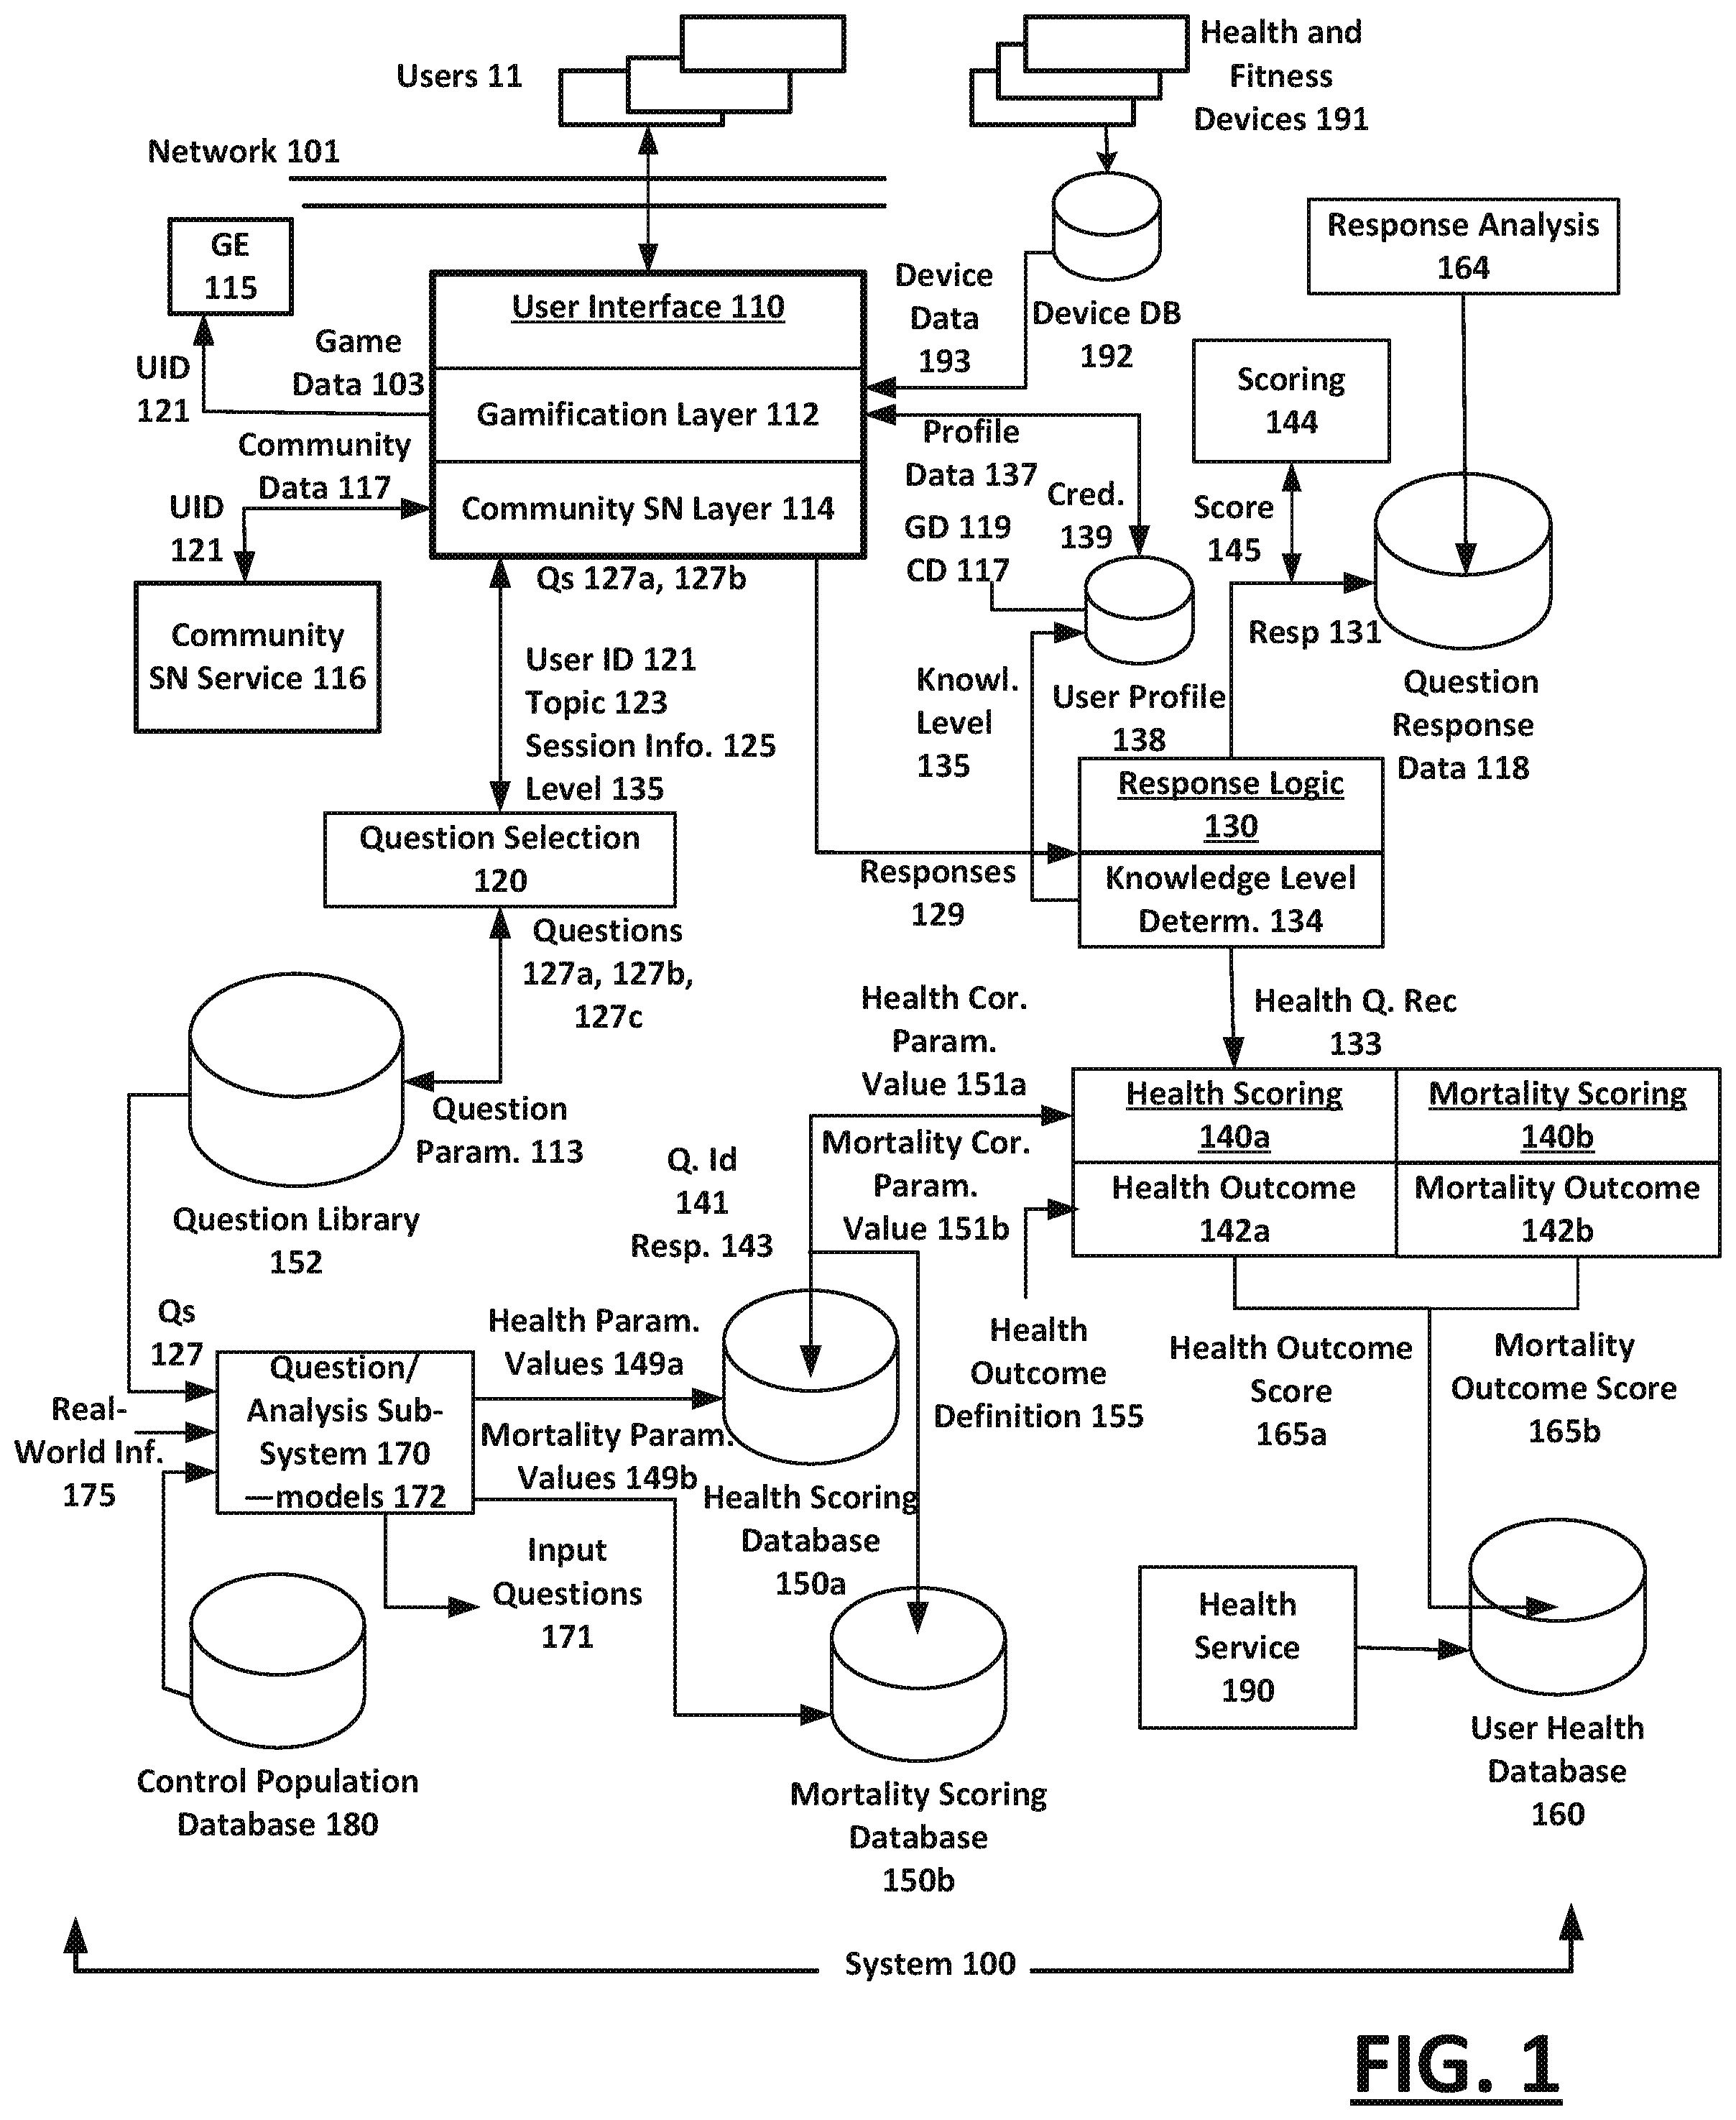 Users 11
Health and
Fitness
Devices 191
Network 101
GE
115
Response Analysis
164
User Interface 110
Device
Data
193
Device DB
192
Game
Data 103
UID
121
Scoring
144
Gamification Layer 112
Profile
Data 137
Community
Data 117
Cred.
139
Score
145
UID
121
Community SN Layer 114
GD 119
CD 117
Qs 127a, 127b
Community
SN Service 116
User ID 121
Topic 123
Session Info. 125
Level 135
Knowl.
Level
135
User Profile
138
Resp 131
Question
Response
Data 118
Response Logic
130
Question Selection
120
Responses
129
Knowledge Level
Determ. 134
Questions
127a, 127b,
127c
Health Cor.
Param.
Value 151a
Health Q. Rec
133
Question
Param. 113
Health Scoring
140a
Mortality Scoring
140b
Q. Id
141
Resp. 143
Mortality Cor.
Param.
Value 151b
Health Outcome
142a
Mortality Outcome
142b
Question Library
152
Qs
127
Health Param.
Values 149a
Health
Outcome
Definition 155
Health Outcome
Score
165a
Mortality
Outcome Score
165b
Real-
World Inf.
175
Question/
Analysis Sub-
System 170
—models 172
Mortality Param.
Values 149b
Health Scoring
Database
150a
Input
Questions
171
Health
Service
190
User Health
Database
160
Control Population
Database 180
Mortality Scoring
Database
150b
System 100
FIG. 1